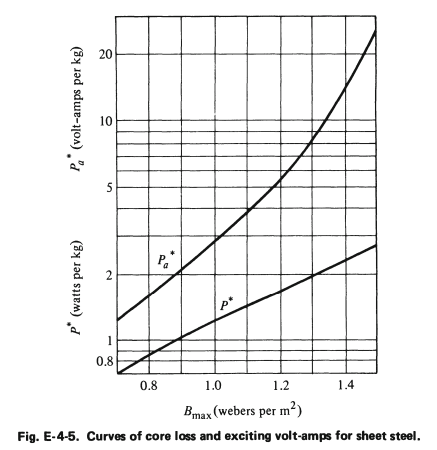 P_a* (volt-amps per kg)
P* (watts per kg)
20
10
5
2
1
0.8
P_a*
P*
0.8 1.0 1.2 1.4
B_max (webers per m²)
Fig. E-4-5. Curves of core loss and exciting volt-amps for sheet steel.